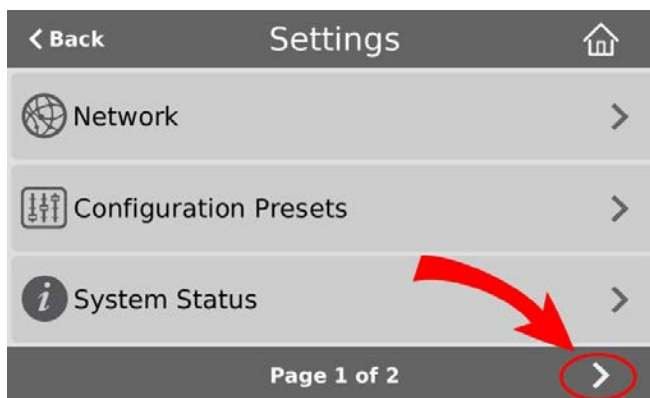 Back Settings
Network
Configuration Presets
System Status
Page 1 of 2